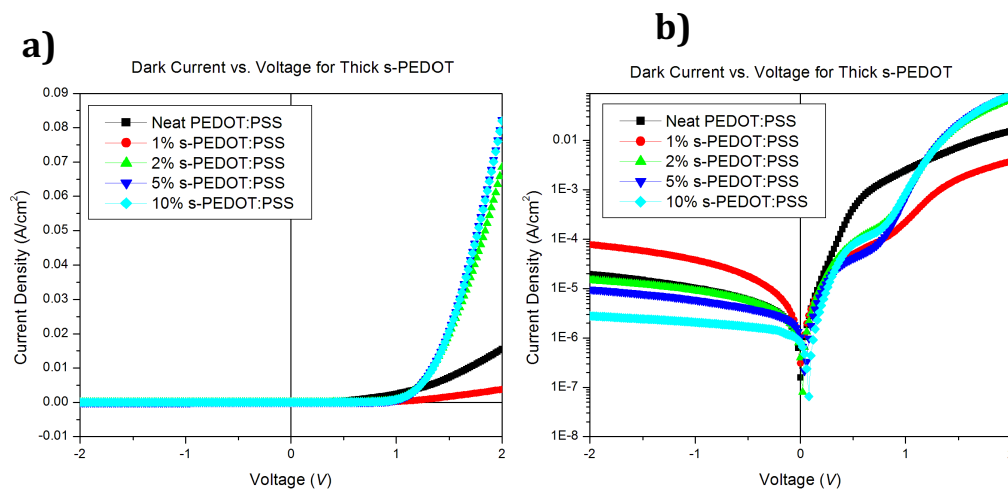 a)
Dark Current vs. Voltage for Thick s-PEDOT
0.09
0.08
0.07
0.06
0.05
0.04
0.03
0.02
0.01
0.00
-0.01
Current Density (A/cm²)
Neat PEDOT:PSS
1% s-PEDOT:PSS
2% s-PEDOT:PSS
5% s-PEDOT:PSS
10% s-PEDOT:PSS
-2 -1 0 1 2
Voltage (V)
b)
Dark Current vs. Voltage for Thick s-PEDOT
0.01
1E-3
1E-4
1E-5
1E-6
1E-7
1E-8
Current Density (A/cm²)
Neat PEDOT:PSS
1% s-PEDOT:PSS
2% s-PEDOT:PSS
5% s-PEDOT:PSS
10% s-PEDOT:PSS
-2 -1 0 1
Voltage (V)